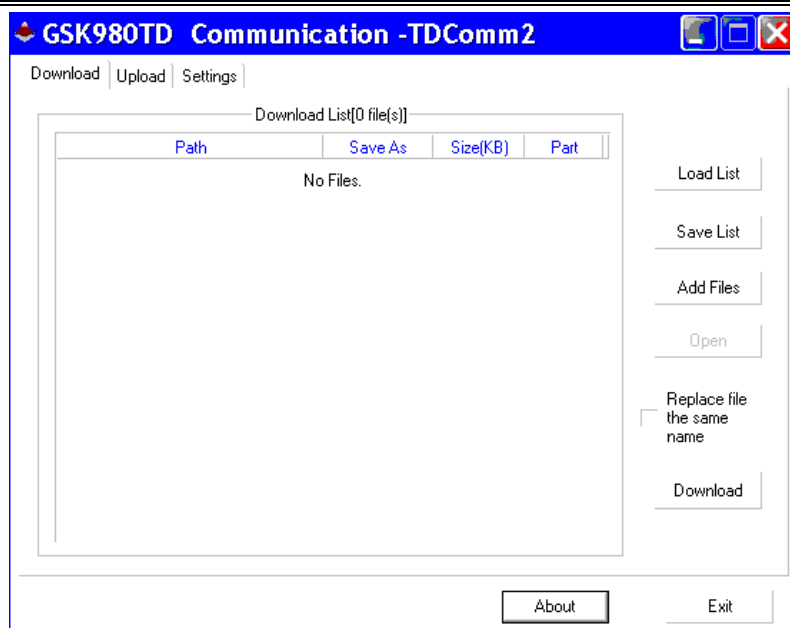 GSK980TD Communication -TDComm2
Download Upload Settings
Download List[0 file(s)]
Path Save As Size(KB) Part
No Files.
Load List
Save List
Add Files
Open
Replace file
the same
name
Download
About Exit